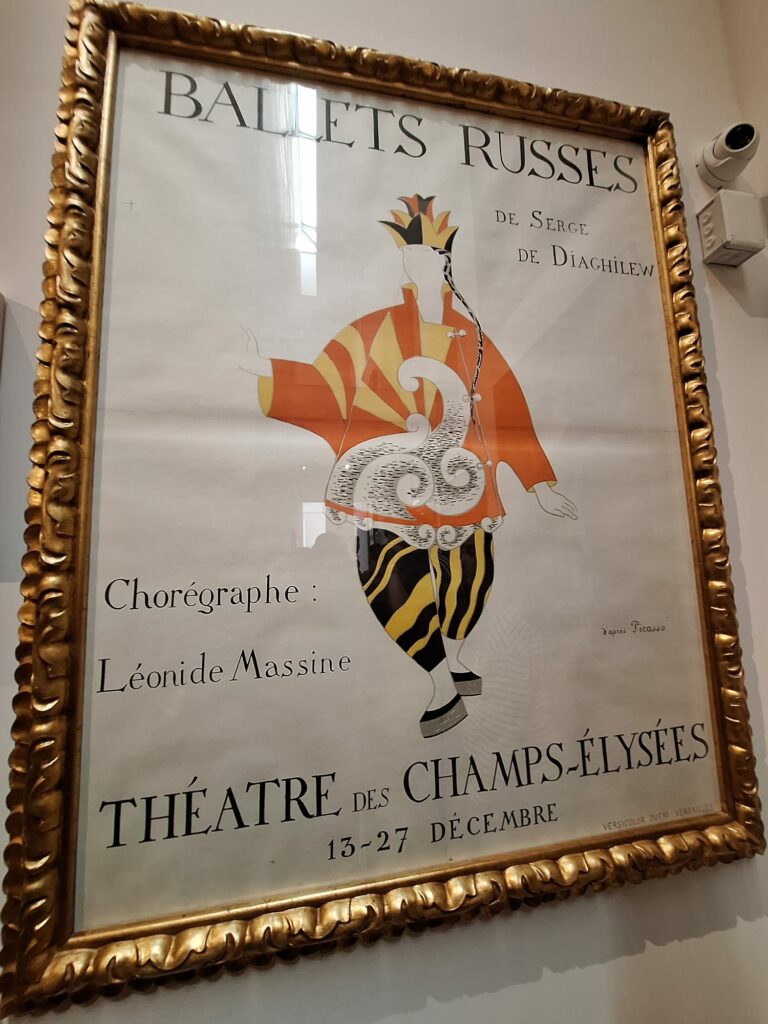 BALLETS RUSSES
DE SERGE
DE DIAGHILEW
Chorégraphe :
Léonide Massine
d'après Picasso
THÉATRE DES CHAMPS-ÉLYSÉES
13-27 DÉCEMBRE
VERSICOLOR DUFAY VERSAILLES